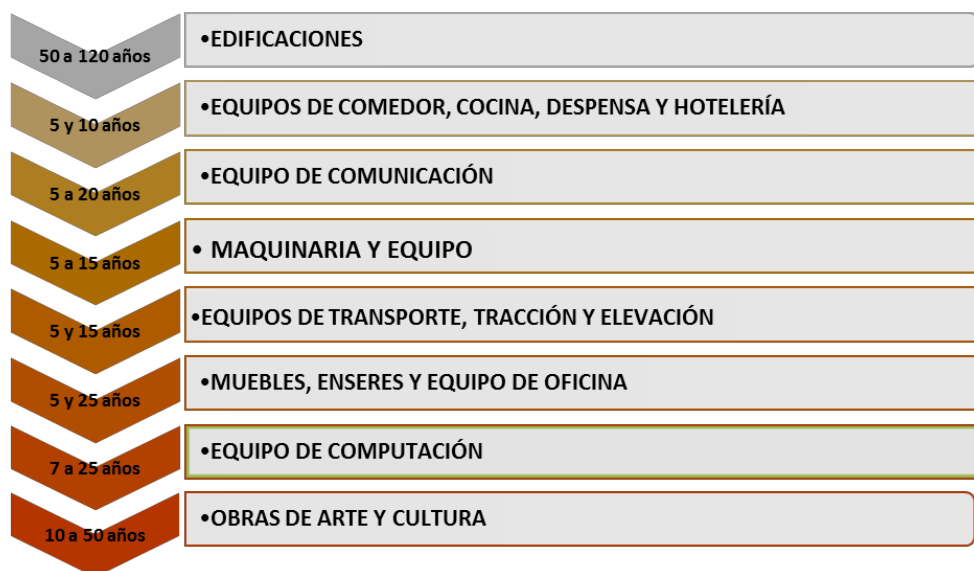 50 a 120 años
•EDIFICACIONES
5 y 10 años
•EQUIPOS DE COMEDOR, COCINA, DESPENSA Y HOTELERÍA
5 a 20 años
•EQUIPO DE COMUNICACIÓN
5 a 15 años
• MAQUINARIA Y EQUIPO
5 y 15 años
•EQUIPOS DE TRANSPORTE, TRACCIÓN Y ELEVACIÓN
5 y 25 años
•MUEBLES, ENSERES Y EQUIPO DE OFICINA
7 a 25 años
•EQUIPO DE COMPUTACIÓN
10 a 50 años
•OBRAS DE ARTE Y CULTURA